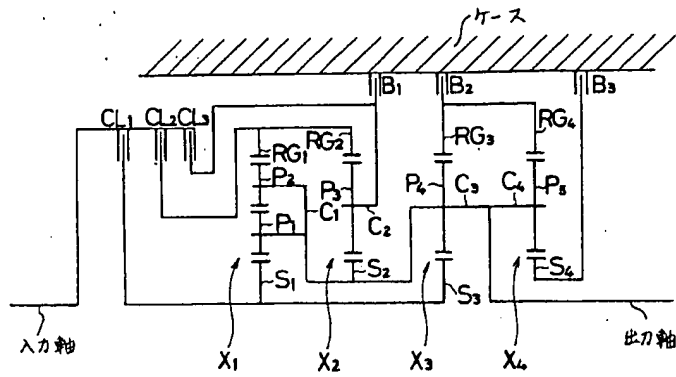 ケース
B₁
B₂
B₃
CL₁
CL₂
CL₃
RG₁
RG₂
RG₃
RG₄
P₂
P₃
P₄
P₅
C₁
C₂
C₃
C₄
P₁
S₁
S₂
S₃
S₄
入力軸
出力軸
X₁
X₂
X₃
X₄